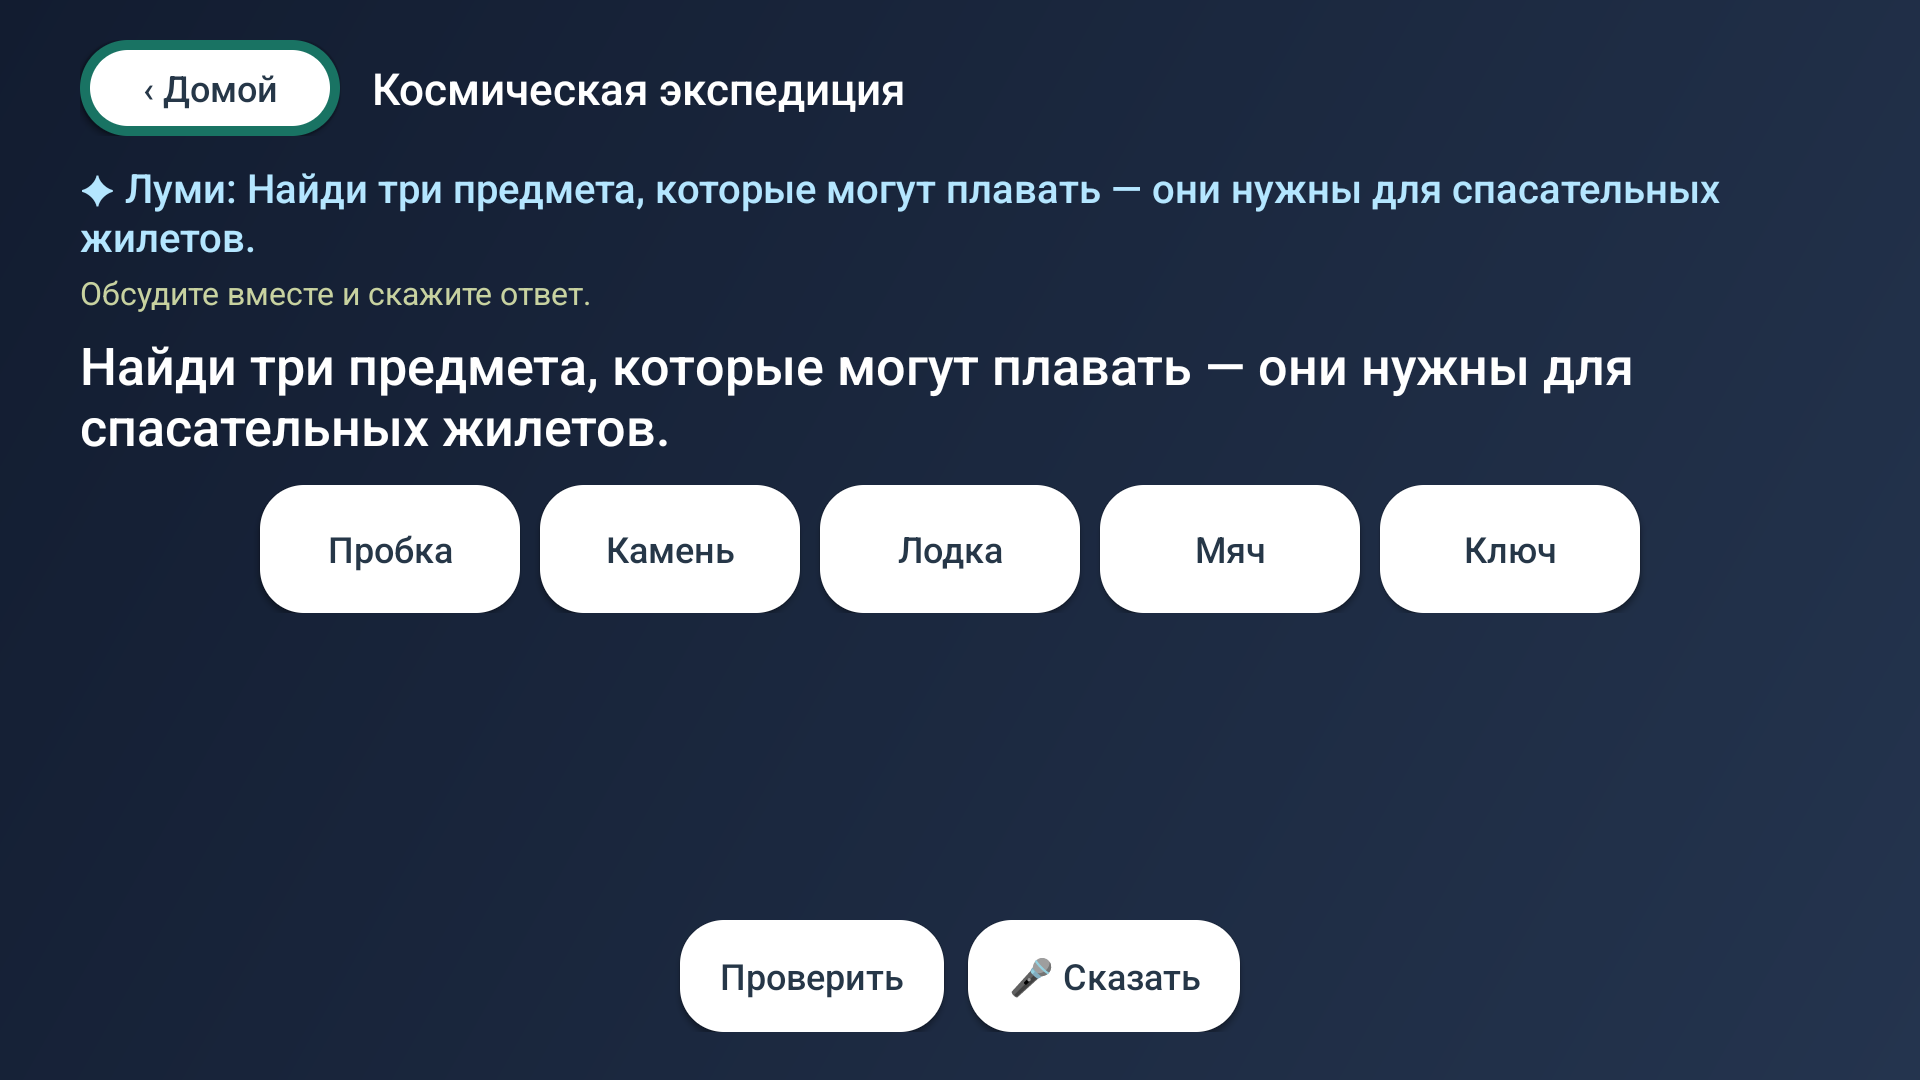 ‹ Домой
Космическая экспедиция
✦ Луми: Найди три предмета, которые могут плавать — они нужны для спасательных
жилетов.
Обсудите вместе и скажите ответ.
Найди три предмета, которые могут плавать — они нужны для
спасательных жилетов.
Пробка
Камень
Лодка
Мяч
Ключ
Проверить
🎤 Сказать